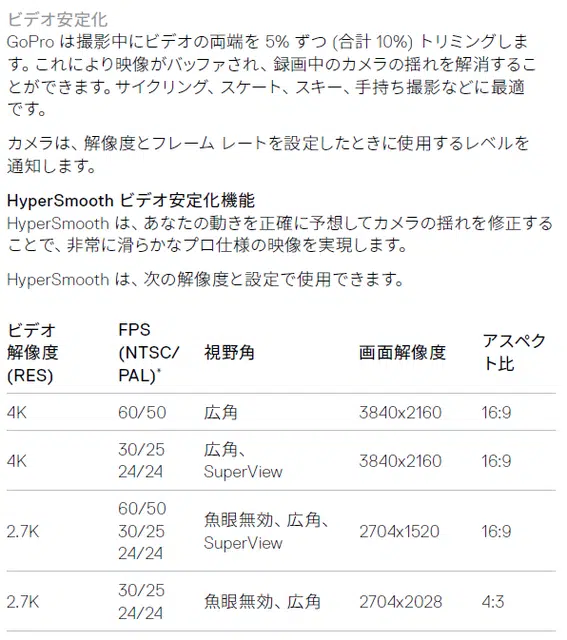 ビデオ安定化
GoPro は撮影中にビデオの両端を 5% ずつ (合計 10%) トリミングしま
す。これにより映像がバッファされ、録画中のカメラの揺れを解消するこ
とができます。サイクリング、スケート、スキー、手持ち撮影などに最適
です。
カメラは、解像度とフレーム レートを設定したときに使用するレベルを
通知します。
HyperSmooth ビデオ安定化機能
HyperSmooth は、あなたの動きを正確に予想してカメラの揺れを修正する
ことで、非常に滑らかなプロ仕様の映像を実現します。
HyperSmooth は、次の解像度と設定で使用できます。
ビデオ
解像度
(RES)
FPS
(NTSC/
PAL)*
視野角
画面解像度
アスペク
ト比
4K 60/50 広角 3840x2160 16:9
4K
30/25
24/24
広角、
SuperView
3840x2160
16:9
2.7K
60/50
30/25
24/24
魚眼無効、広角、
SuperView
2704x1520
16:9
2.7K
30/25
24/24
魚眼無効、広角
2704x2028
4:3